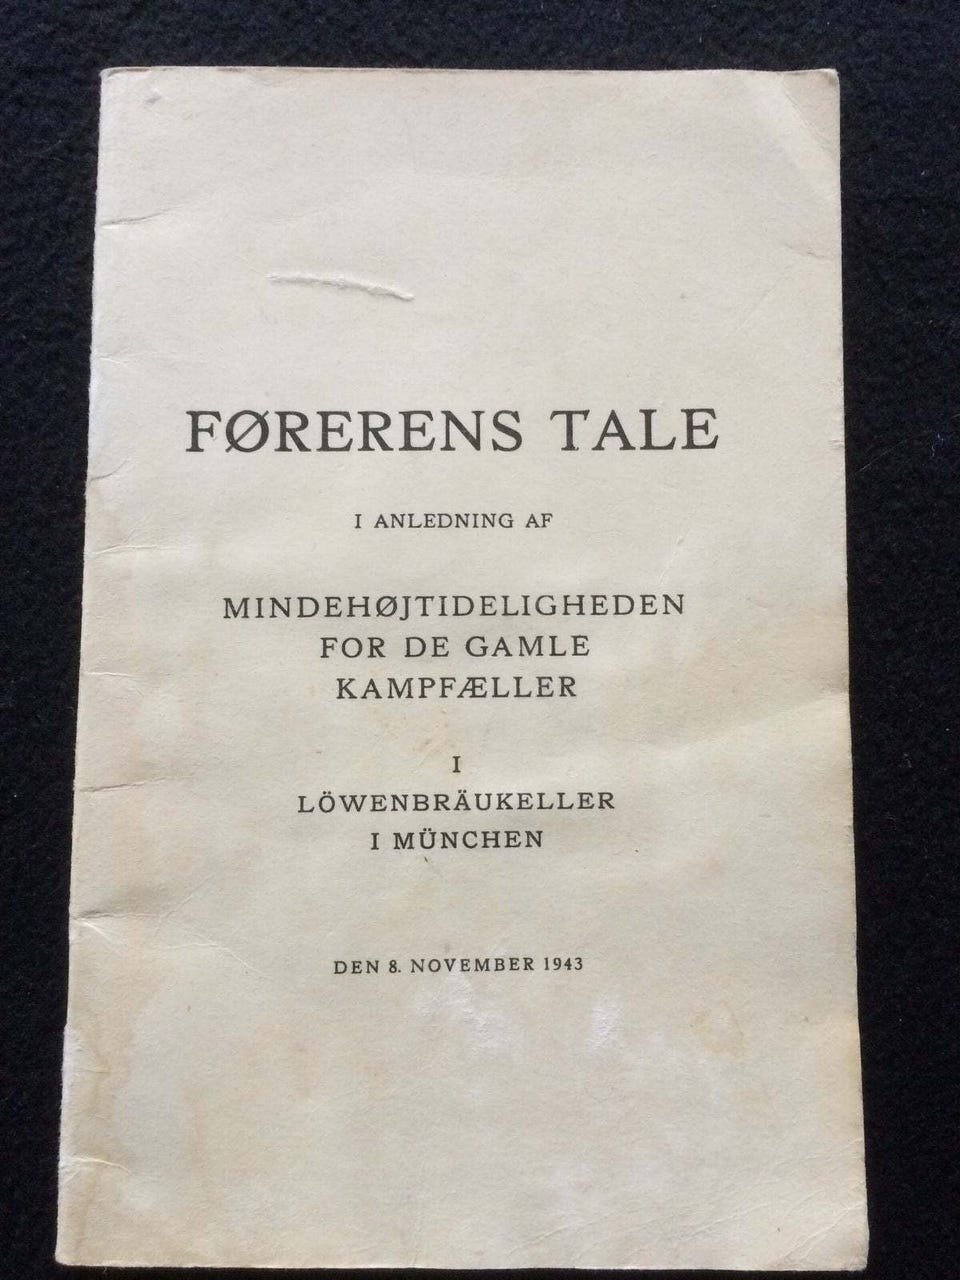 FØRERENS TALE
I ANLEDNING AF
MINDEHØJTIDELIGHEDEN
FOR DE GAMLE
KAMPFÆLLER
I
LÖWENBRÄUKELLER
I MÜNCHEN
DEN 8. NOVEMBER 1943